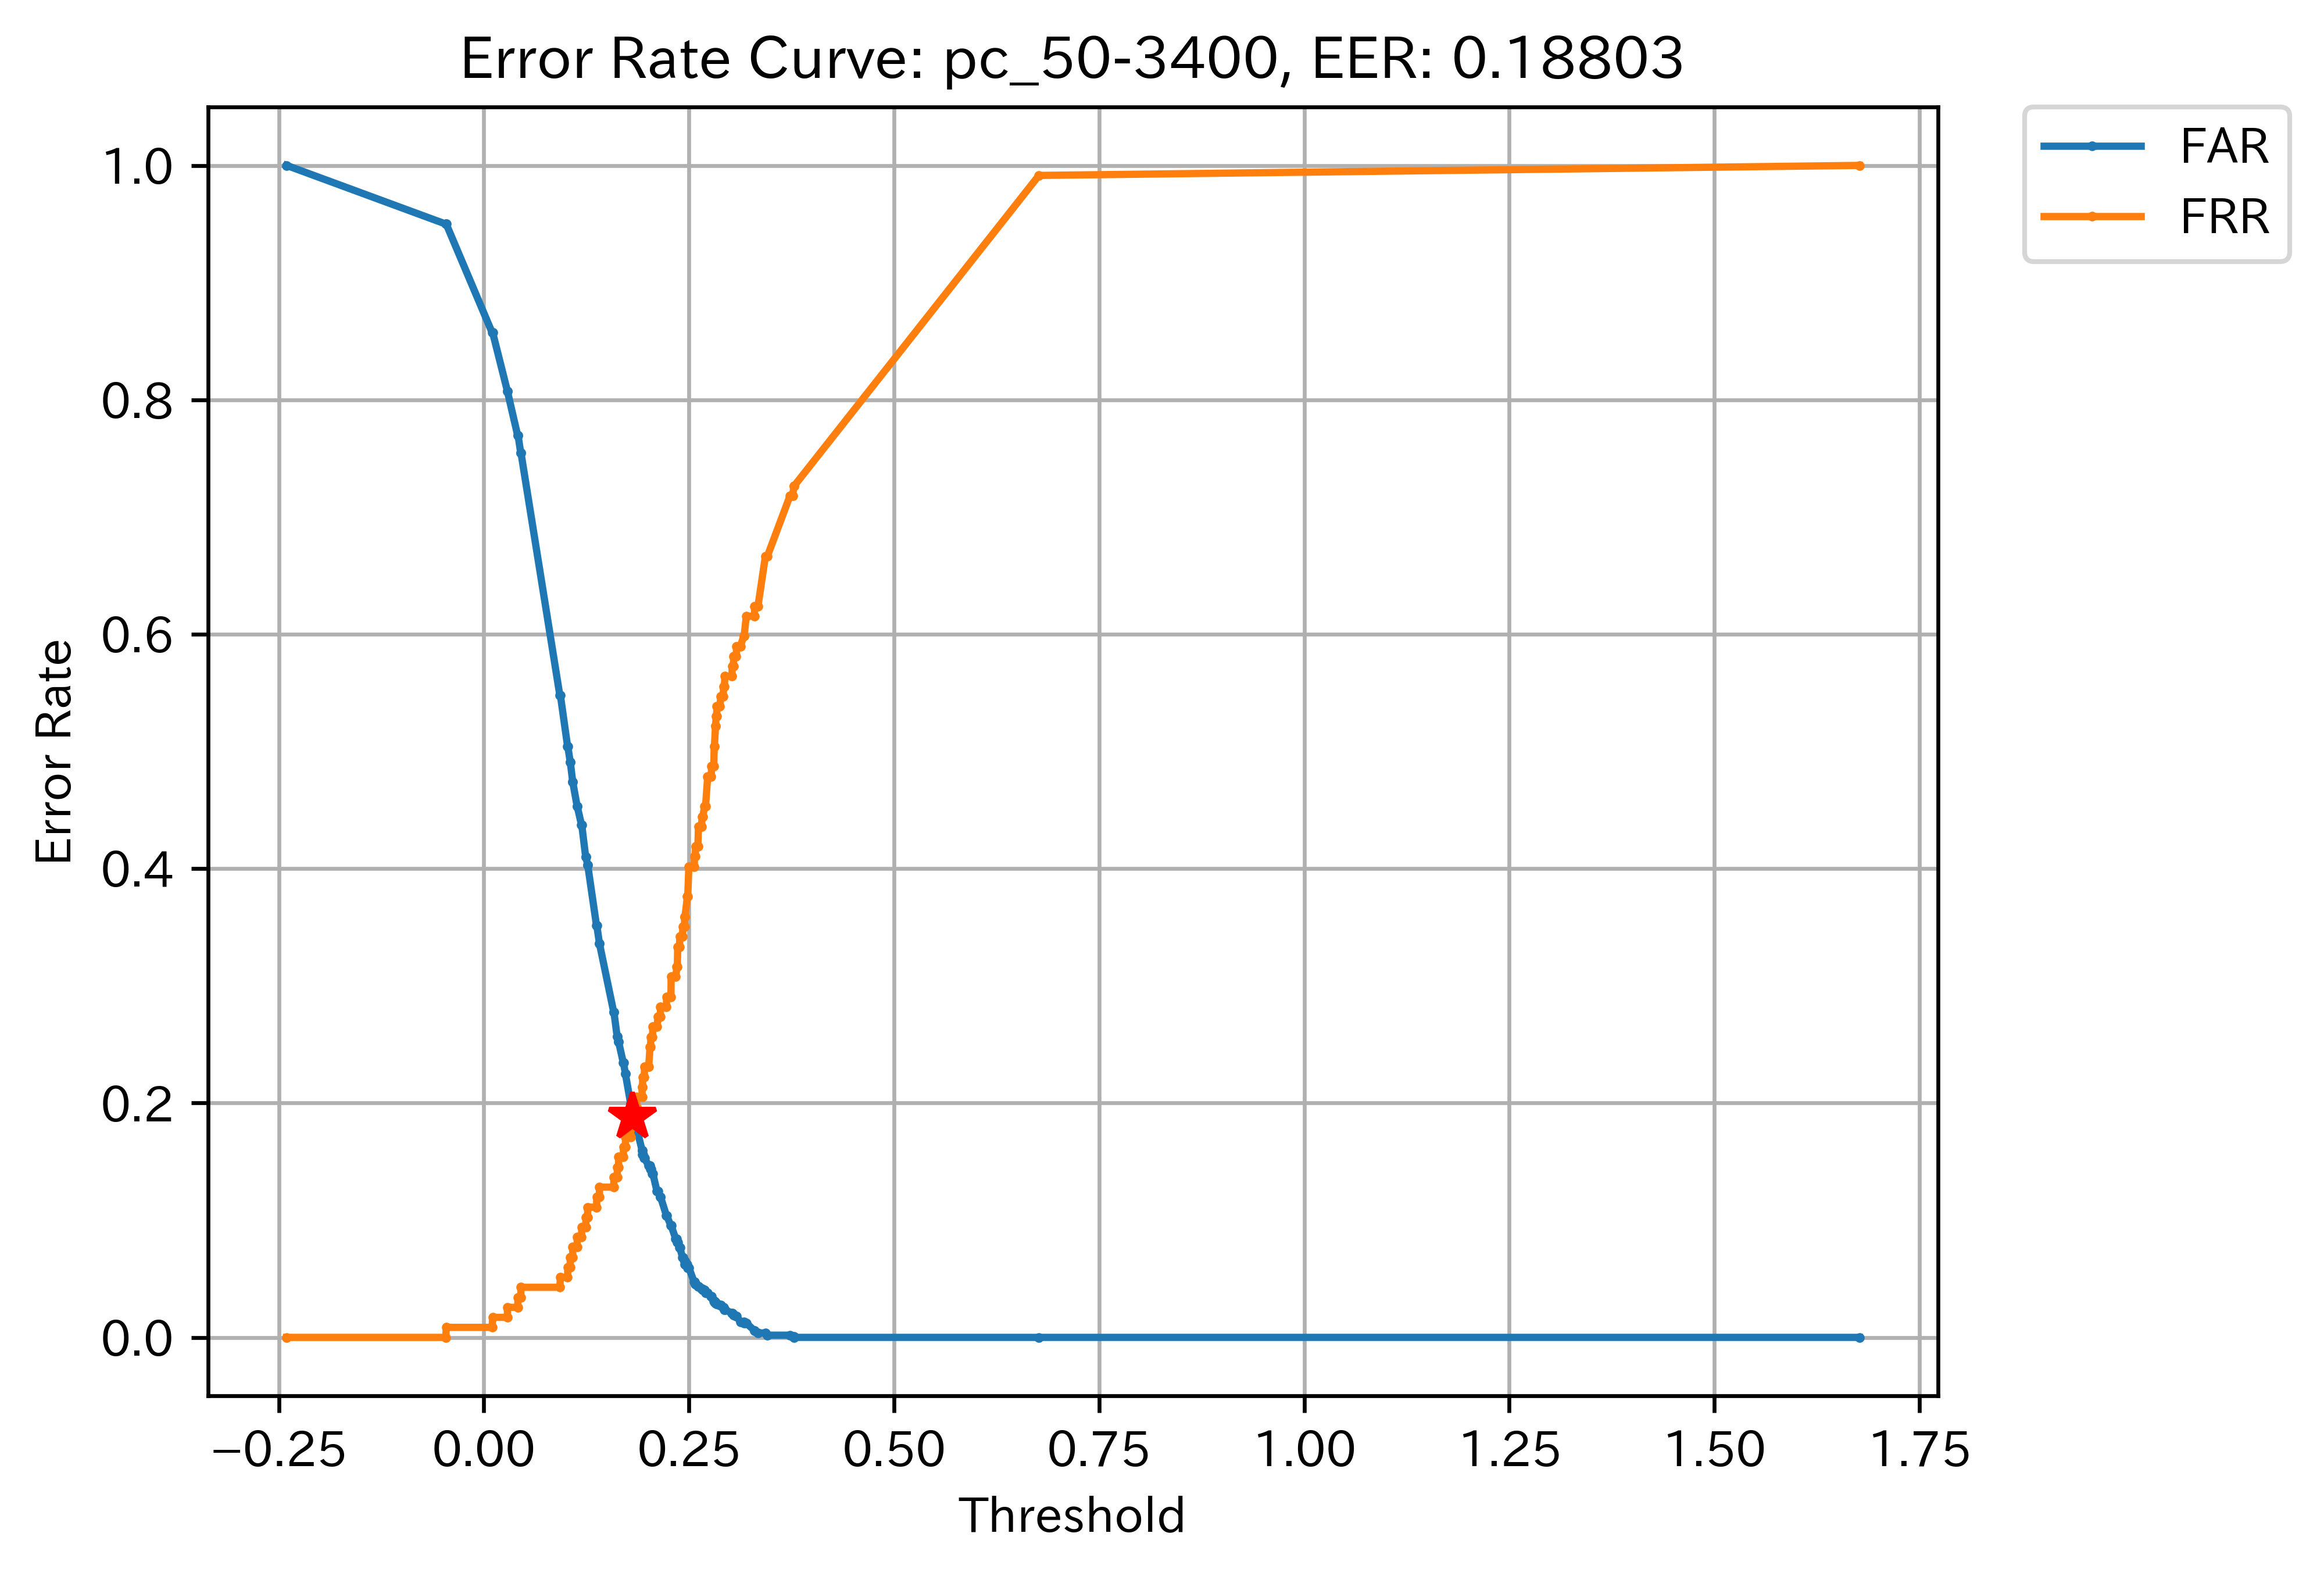 Error Rate Curve: pc_50-3400, EER: 0.18803
FAR
FRR
1.0
0.8
0.6
0.4
0.2
0.0
Error Rate
−0.25 0.00 0.25 0.50 0.75 1.00 1.25 1.50 1.75
Threshold